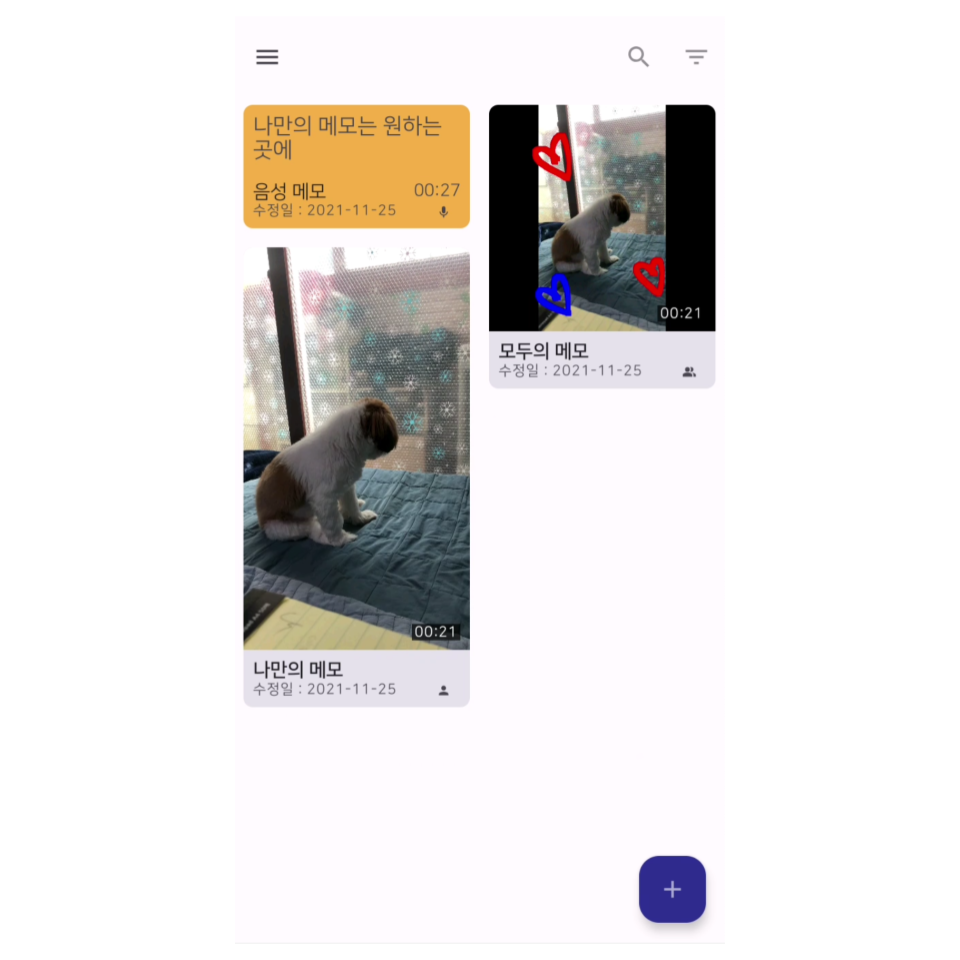 나만의 메모는 원하는
곳에
음성 메모
00:27
수정일 : 2021-11-25
00:21
나만의 메모
수정일 : 2021-11-25
00:21
모두의 메모
수정일 : 2021-11-25